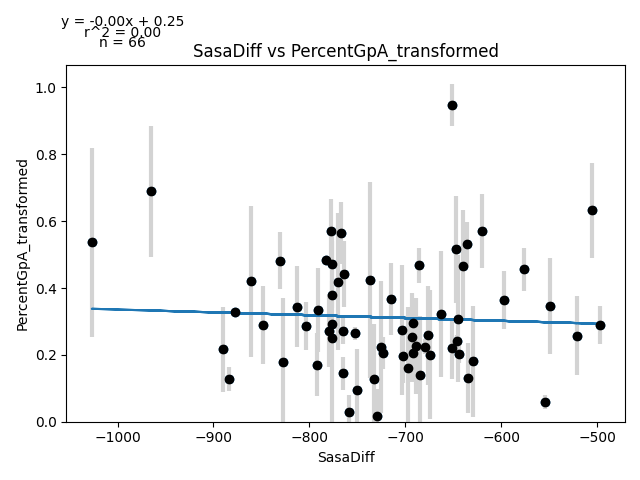 y = -0.00x + 0.25
r^2 = 0.00
n = 66
SasaDiff vs PercentGpA_transformed
1.0
0.8
0.6
0.4
0.2
0.0
PercentGpA_transformed
−1000
−900
−800
−700
−600
−500
SasaDiff